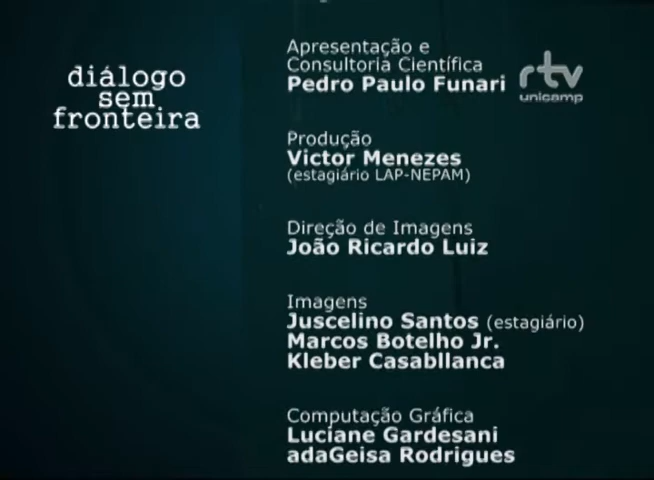 diálogo
sem
fronteira
Apresentação e
Consultoria Científica
Pedro Paulo Funari
rtv
unicamp
Produção
Victor Menezes
(estagiário LAP-NEPAM)
Direção de Imagens
João Ricardo Luiz
Imagens
Juscelino Santos (estagiário)
Marcos Botelho Jr.
Kleber Casabllanca
Computação Gráfica
Luciane Gardesani
adaGeisa Rodrigues